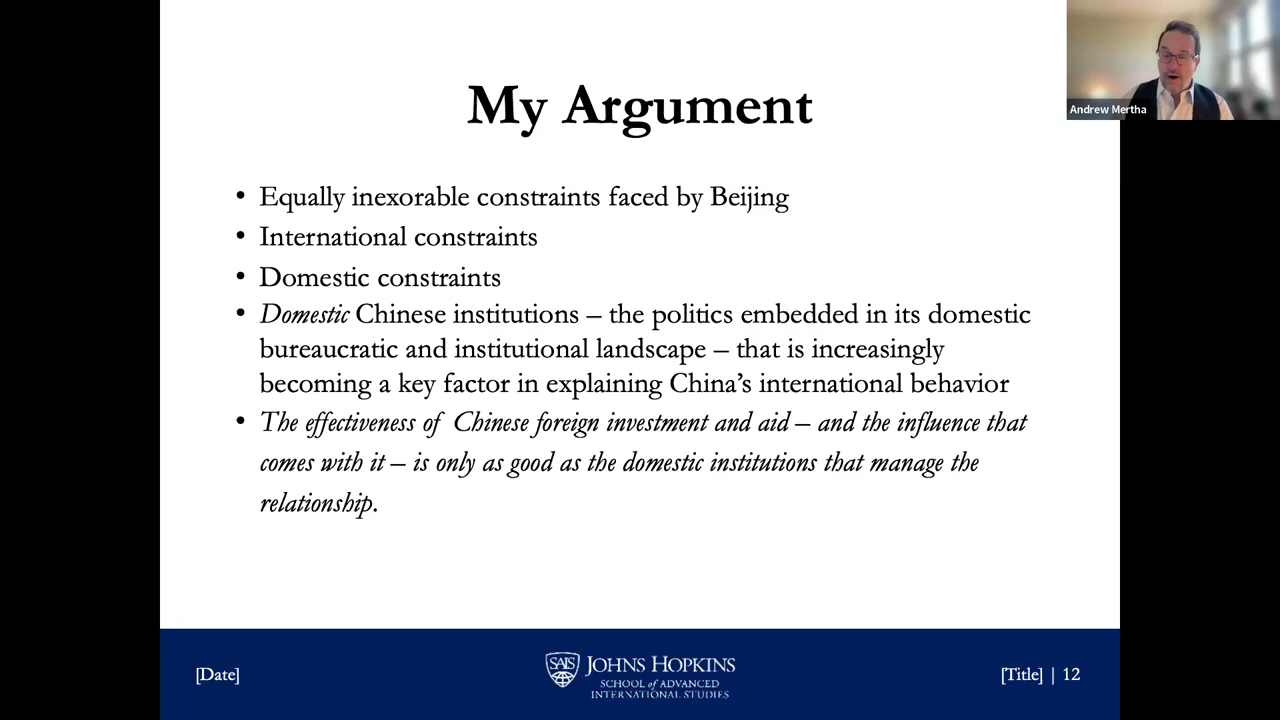 Andrew Mertha
My Argument
• Equally inexorable constraints faced by Beijing
• International constraints
• Domestic constraints
• Domestic Chinese institutions – the politics embedded in its domestic
bureaucratic and institutional landscape – that is increasingly
becoming a key factor in explaining China’s international behavior
• The effectiveness of Chinese foreign investment and aid – and the influence that
comes with it – is only as good as the domestic institutions that manage the
relationship.
[Date]
SAIS
JOHNS HOPKINS
SCHOOL of ADVANCED
INTERNATIONAL STUDIES
[Title] | 12